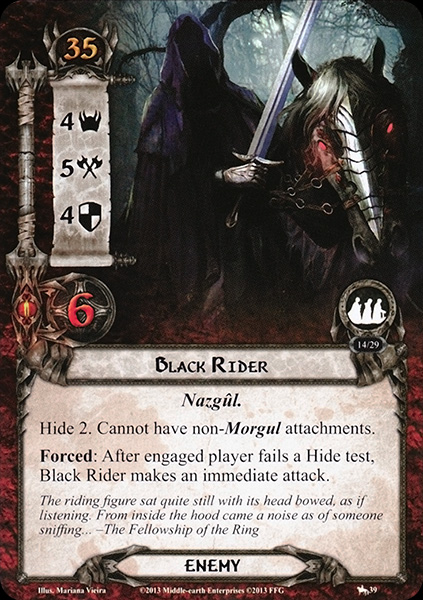 35
4
5
4
6
14/29
BLACK RIDER
Nazgûl.
Hide 2. Cannot have non-Morgul attachments.
Forced: After engaged player fails a Hide test,
Black Rider makes an immediate attack.
The riding figure sat quite still with its head bowed, as if
listening. From inside the hood came a noise as of someone
sniffing... –The Fellowship of the Ring
ENEMY
Illus. Mariana Vieira
©2013 Middle-earth Enterprises ©2013 FFG
39